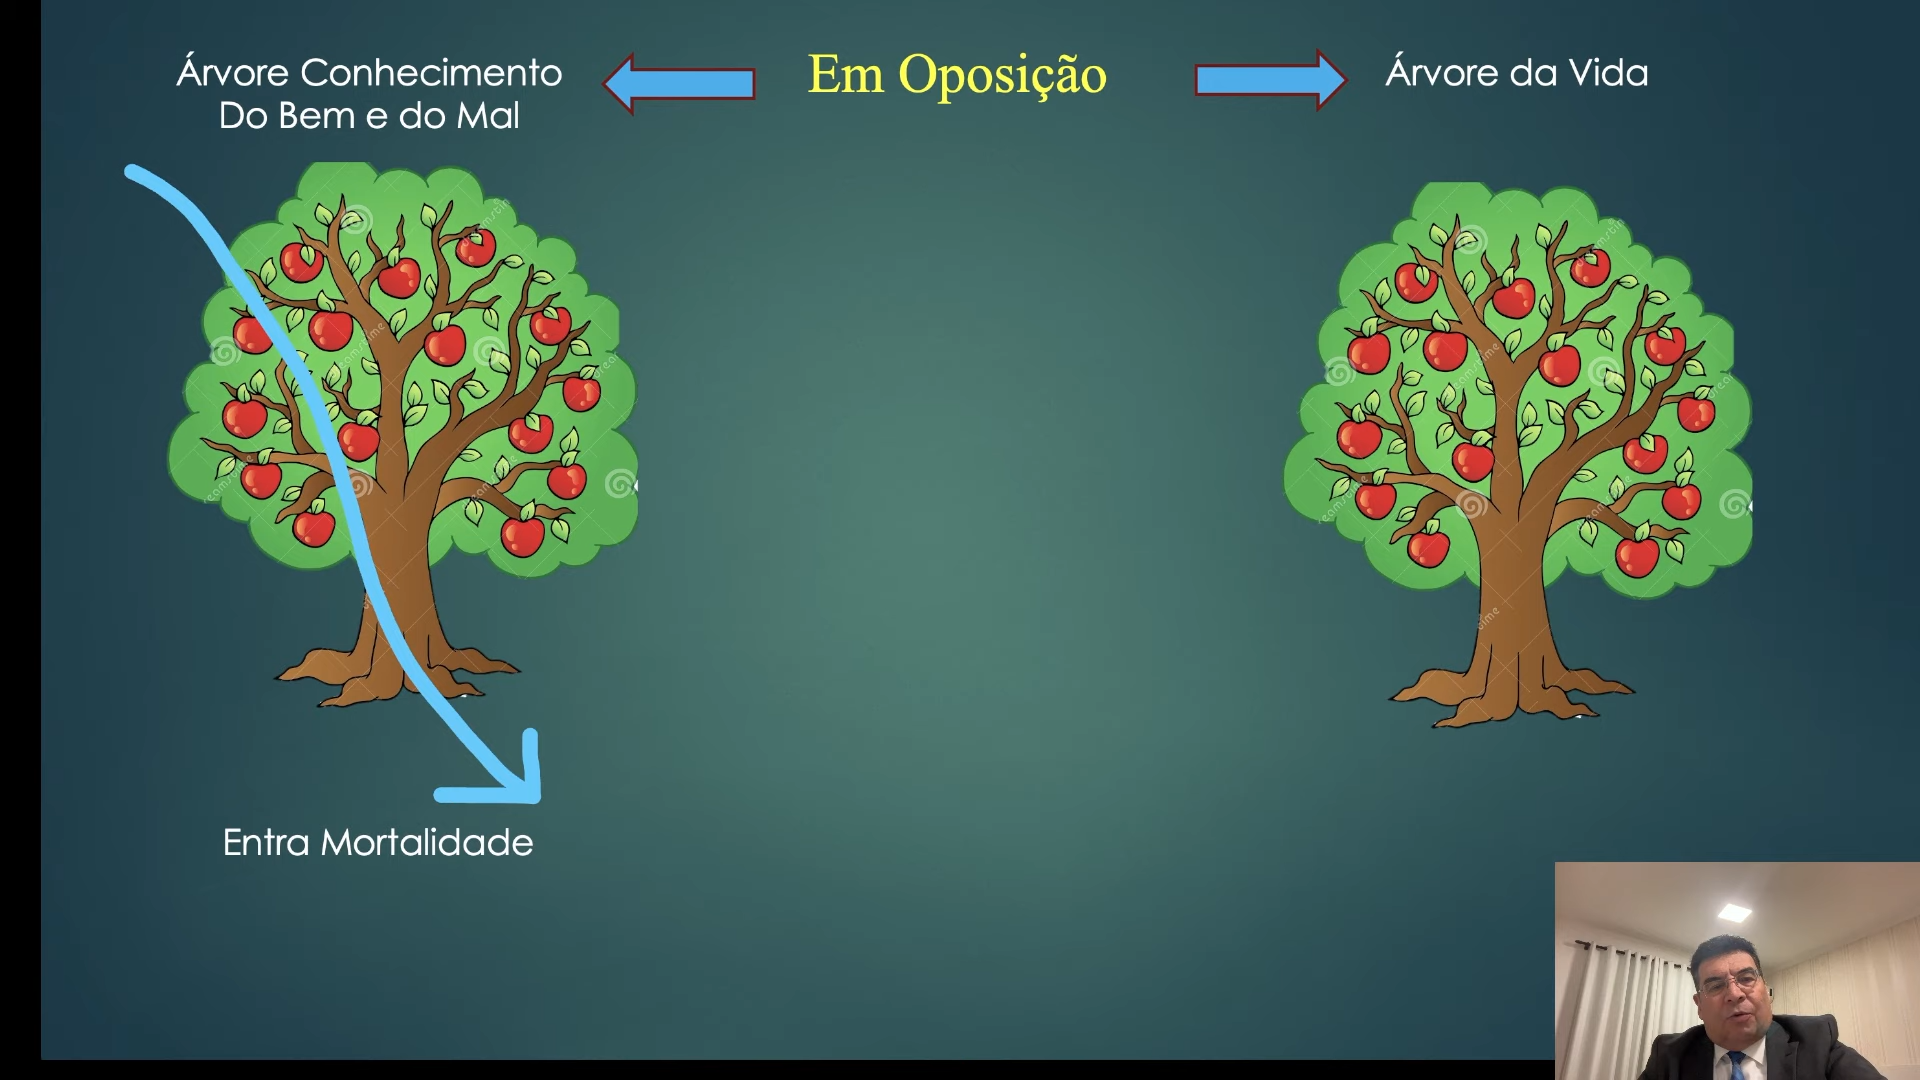 Árvore Conhecimento
Do Bem e do Mal
Em Oposição
Árvore da Vida
Entra Mortalidade